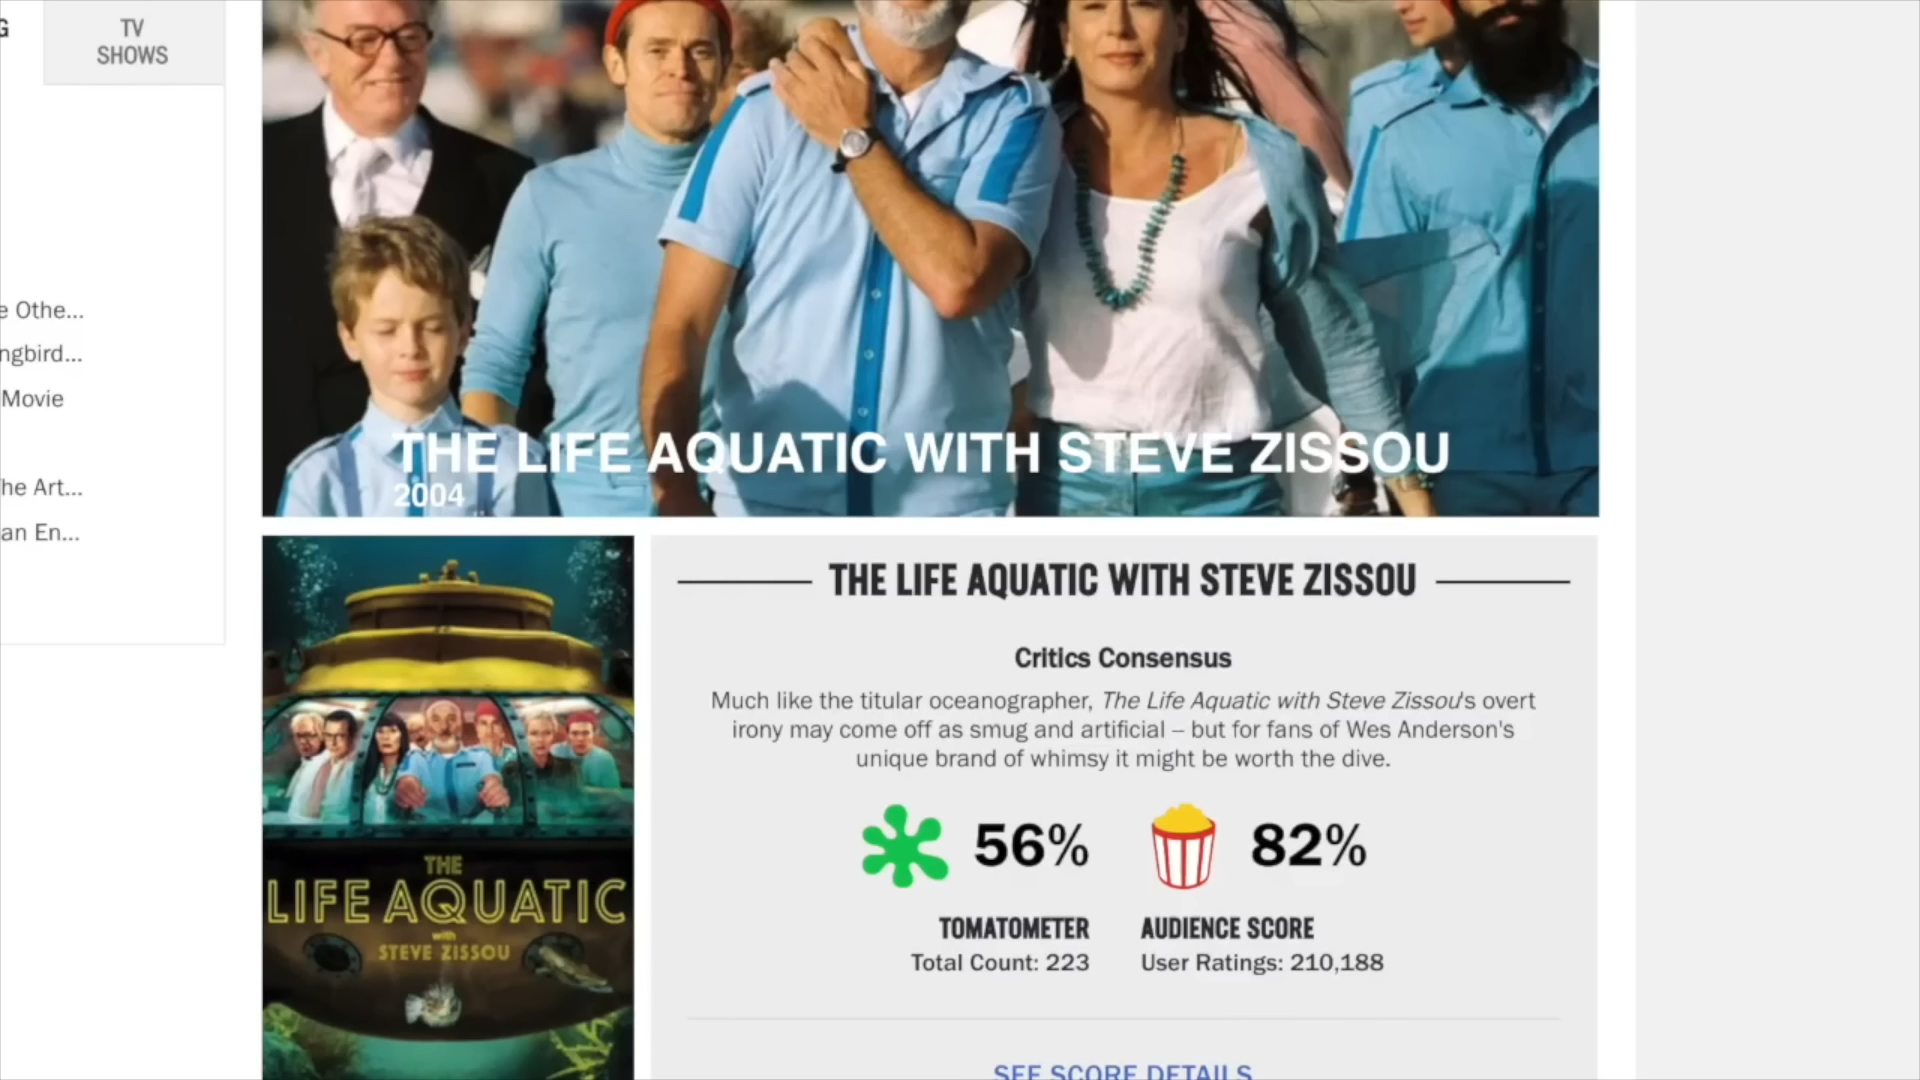 G
TV
SHOWS
e Othe...
ngbird...
Movie
he Art...
an En...
THE LIFE AQUATIC WITH STEVE ZISSOU
2004
THE
LIFE AQUATIC
with
STEVE ZISSOU
THE LIFE AQUATIC WITH STEVE ZISSOU
Critics Consensus
Much like the titular oceanographer, The Life Aquatic with Steve Zissou's overt
irony may come off as smug and artificial – but for fans of Wes Anderson's
unique brand of whimsy it might be worth the dive.
56% 82%
TOMATOMETER AUDIENCE SCORE
Total Count: 223 User Ratings: 210,188
SEE SCORE DETAILS